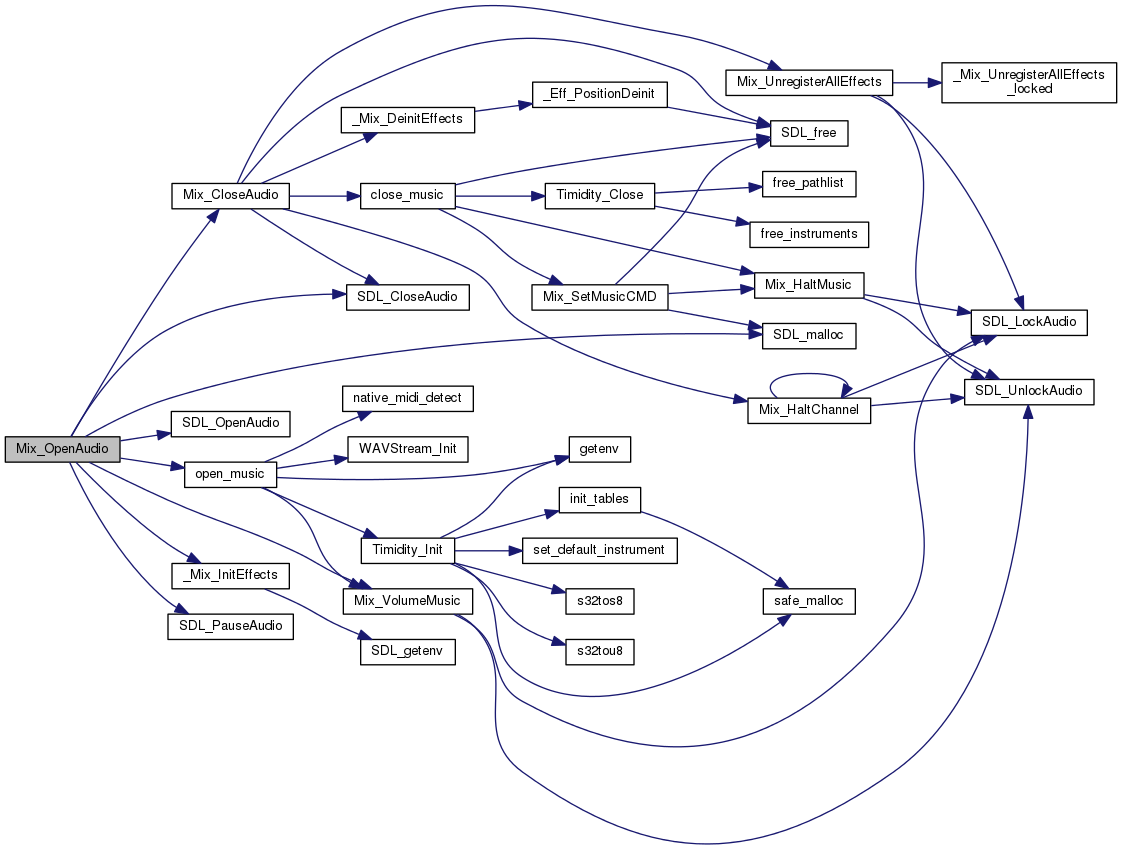 Mix_OpenAudio
Mix_CloseAudio
SDL_CloseAudio
SDL_OpenAudio
open_music
_Mix_InitEffects
SDL_PauseAudio
_Mix_DeinitEffects
close_music
native_midi_detect
WAVStream_Init
Timidity_Init
Mix_VolumeMusic
SDL_getenv
_Eff_PositionDeinit
Timidity_Close
Mix_SetMusicCMD
getenv
init_tables
set_default_instrument
s32tos8
s32tou8
Mix_UnregisterAllEffects
SDL_free
free_pathlist
free_instruments
Mix_HaltMusic
SDL_malloc
Mix_HaltChannel
safe_malloc
_Mix_UnregisterAllEffects
_locked
SDL_LockAudio
SDL_UnlockAudio